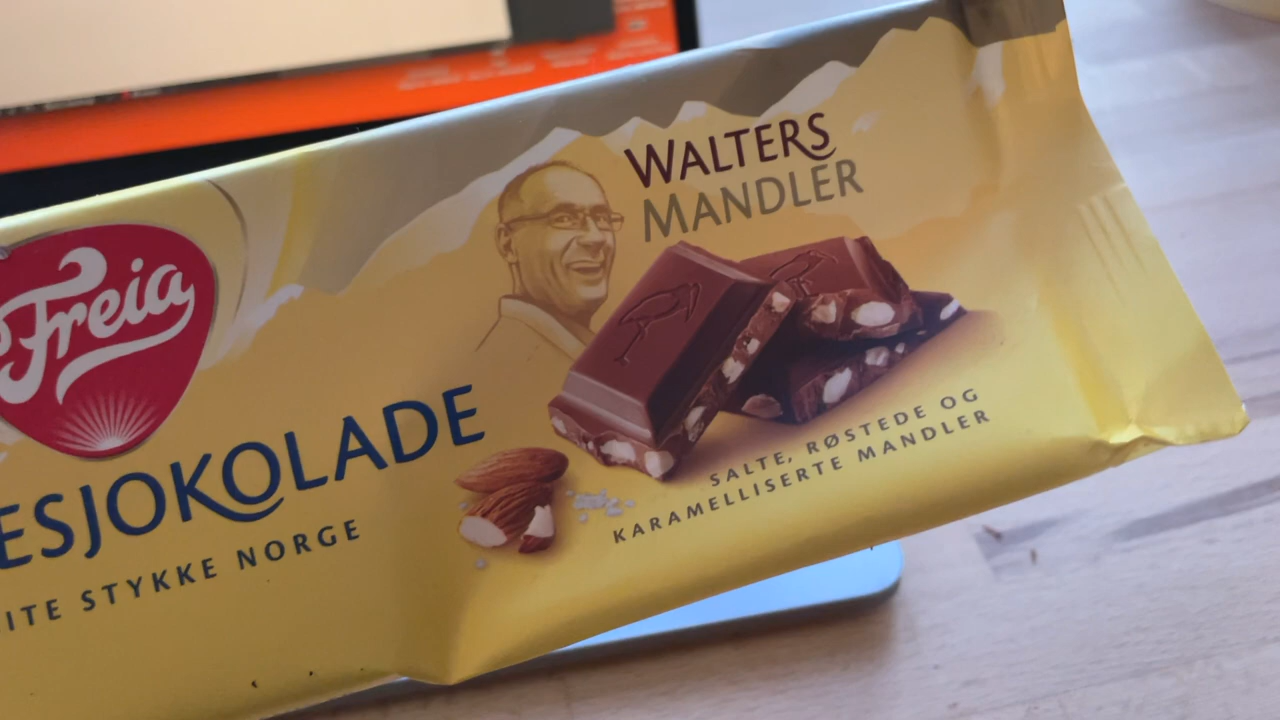 Freia
ESJOKOLADE
ITE STYKKE NORGE
WALTERS
MANDLER
SALTE, RØSTEDE OG
KARAMELLISERTE MANDLER